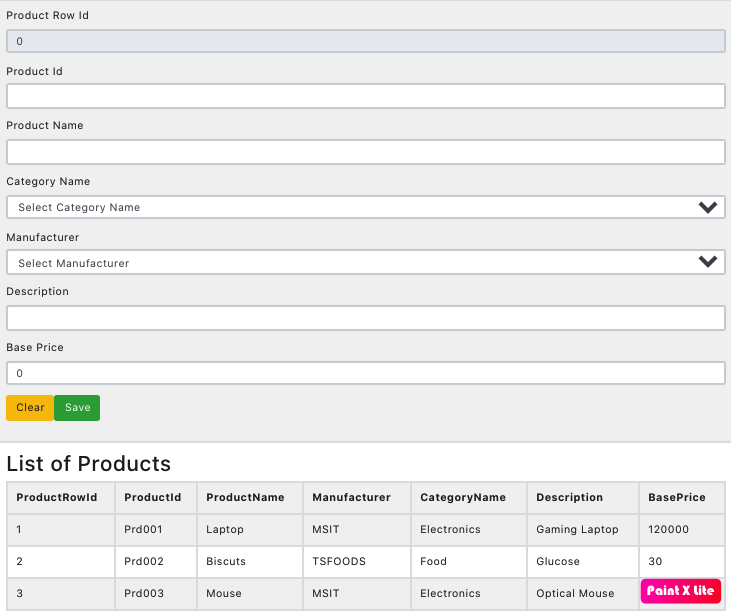 Product Row Id
0
Product Id
Product Name
Category Name
Select Category Name
Manufacturer
Select Manufacturer
Description
Base Price
0
Clear Save
List of Products
ProductRowId ProductId ProductName Manufacturer CategoryName Description BasePrice
1 Prd001 Laptop MSIT Electronics Gaming Laptop 120000
2 Prd002 Biscuts TSFOODS Food Glucose 30
3 Prd003 Mouse MSIT Electronics Optical Mouse Paint X Lite